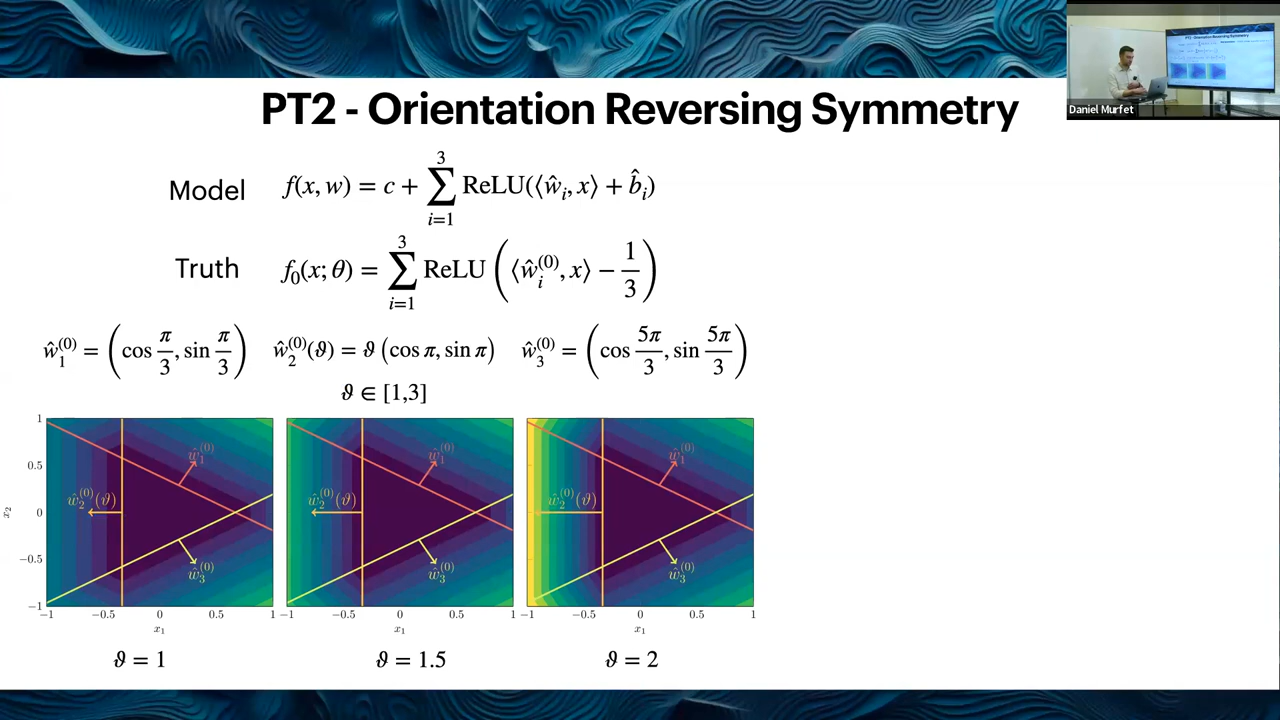 PT2 - Orientation Reversing Symmetry
Daniel Murfet
Model f(x, w) = c + ∑_{i=1}^{3} ReLU(⟨ŵ_i, x⟩ + b̂_i)
Truth f_0(x; θ) = ∑_{i=1}^{3} ReLU(⟨ŵ_i^{(0)}, x⟩ − 1/3)
ŵ_1^{(0)} = (cos π/3, sin π/3) ŵ_2^{(0)}(ϑ) = ϑ (cos π, sin π) ŵ_3^{(0)} = (cos 5π/3, sin 5π/3)
ϑ ∈ [1,3]
1
0.5
0
−0.5
−1
x_2
ŵ_1^{(0)} ŵ_1^{(0)} ŵ_1^{(0)}
ŵ_2^{(0)}(ϑ) ŵ_2^{(0)}(ϑ) ŵ_2^{(0)}(ϑ)
ŵ_3^{(0)} ŵ_3^{(0)} ŵ_3^{(0)}
−1 −0.5 0 0.5 1 −1 −0.5 0 0.5 1 −1 −0.5 0 0.5 1
x_1 x_1 x_1
ϑ = 1 ϑ = 1.5 ϑ = 2